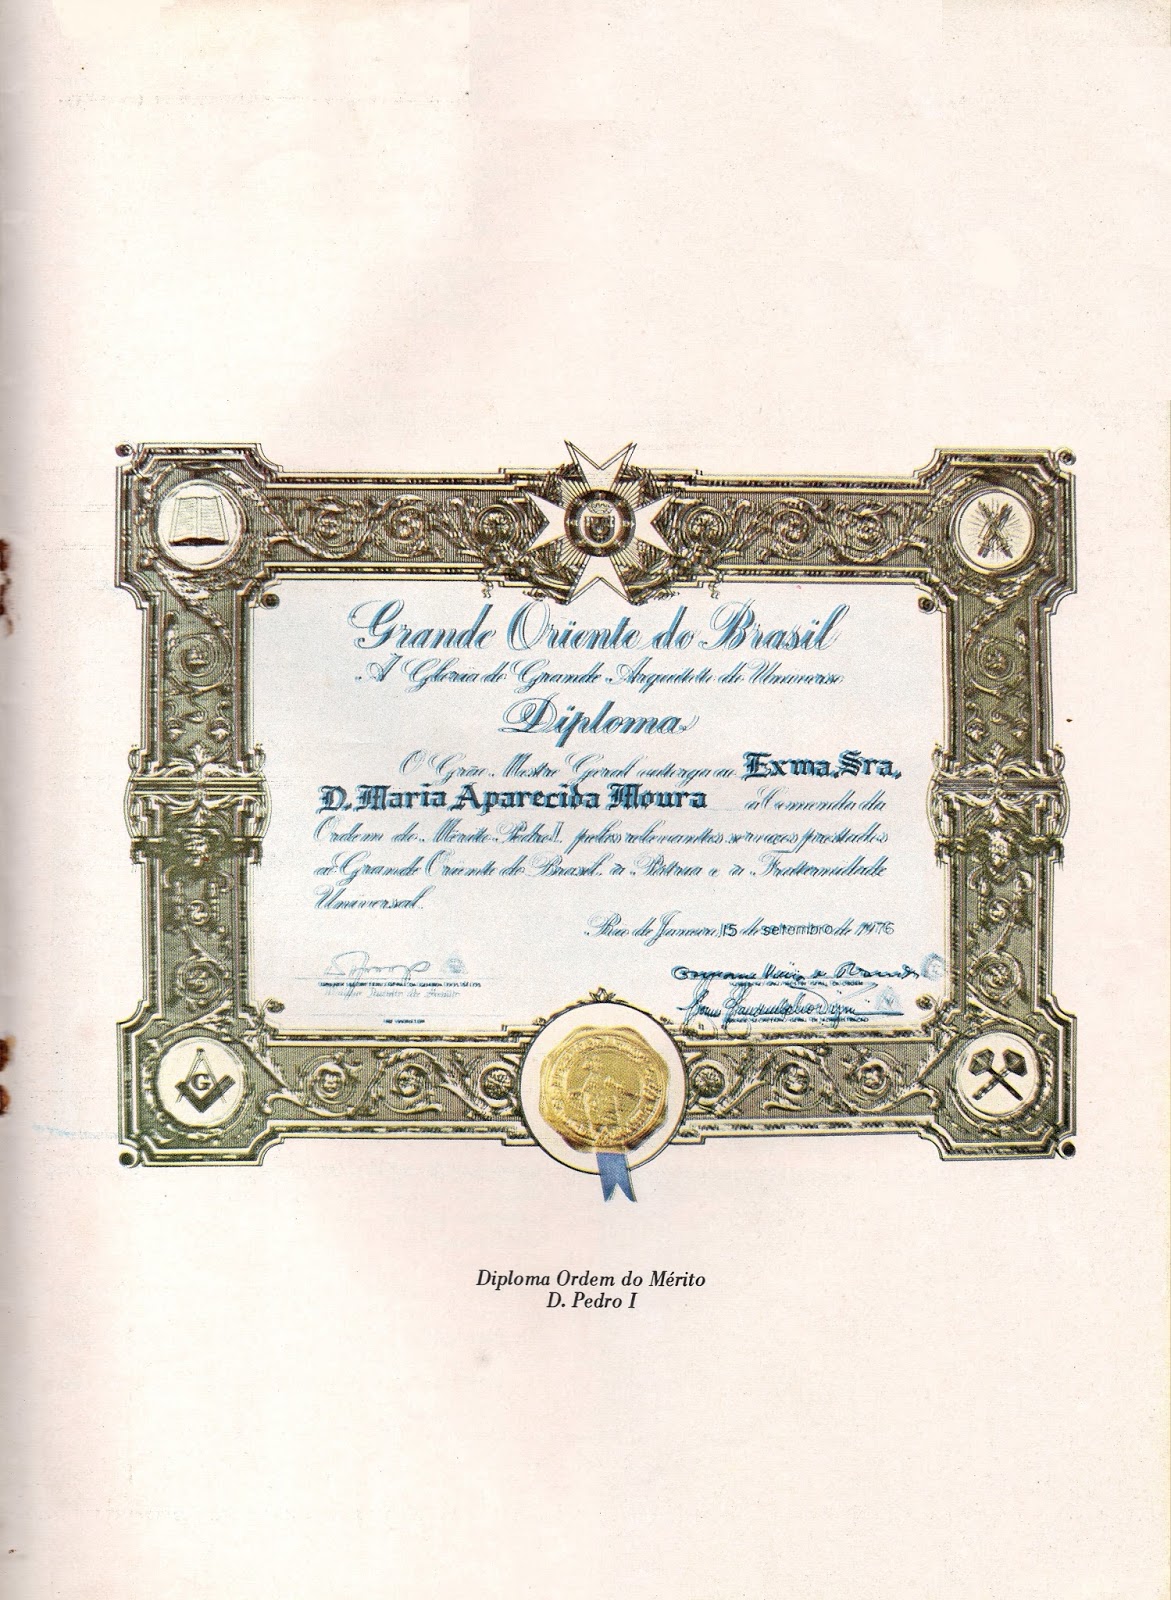 Grande Oriente do Brasil
À Glória do Grande Arquiteto do Universo
Diploma
O Grão Mestre Geral outorga a Exma. Sra.
D. Maria Aparecida Moura a Comenda da
Ordem do Mérito Pedro I pelos relevantes serviços prestados
ao Grande Oriente do Brasil à Pátria e à Fraternidade
Universal.
Rio de Janeiro, 15 de setembro de 1976
G
Diploma Ordem do Mérito
D. Pedro I